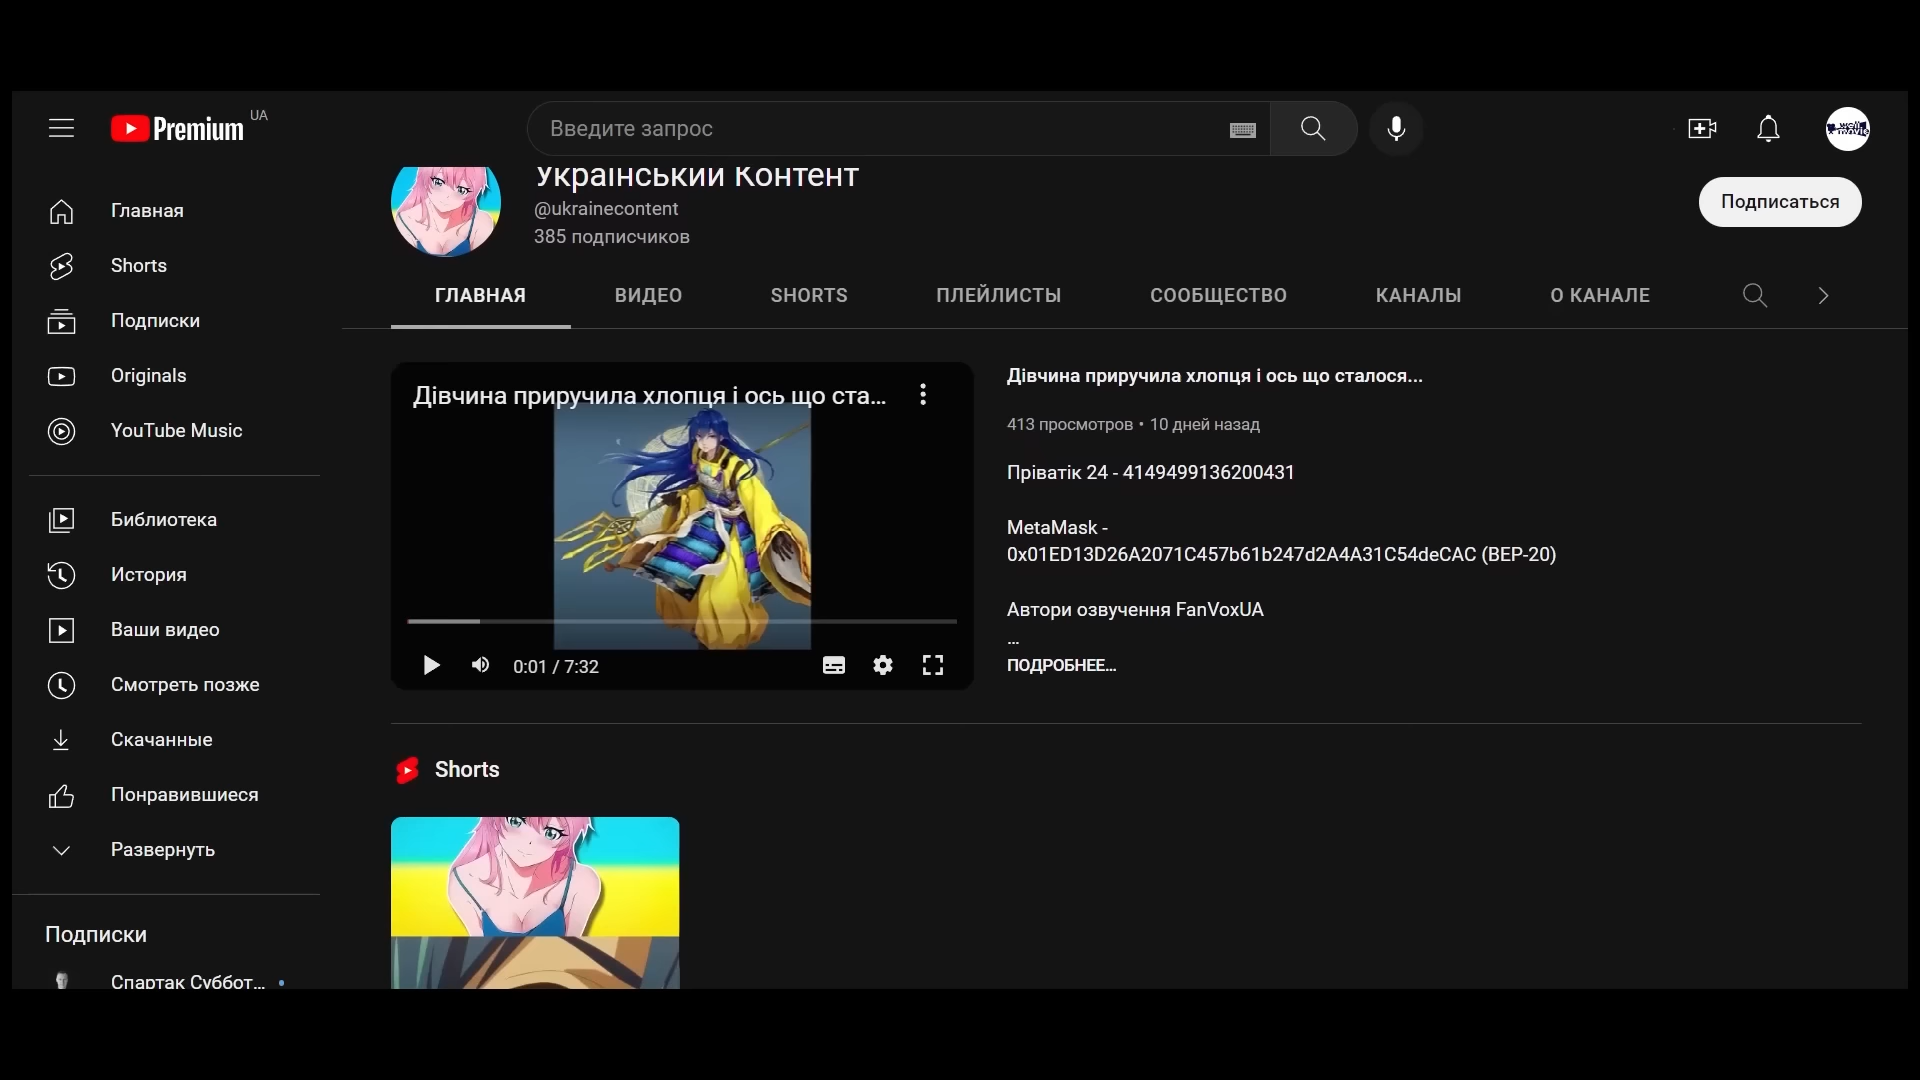 Premium UA
Введите запрос
Український Контент
@ukrainecontent
385 подписчиков
Подписаться
Главная
Shorts
Подписки
Originals
YouTube Music
Библиотека
История
Ваши видео
Смотреть позже
Скачанные
Понравившиеся
Развернуть
Подписки
Спартак Суббот...
ГЛАВНАЯ ВИДЕО SHORTS ПЛЕЙЛИСТЫ СООБЩЕСТВО КАНАЛЫ О КАНАЛЕ
Дівчина приручила хлопця і ось що ста...
0:01 / 7:32
Дівчина приручила хлопця і ось що сталося...
413 просмотров • 10 дней назад
Пріватік 24 - 4149499136200431
MetaMask -
0x01ED13D26A2071C457b61b247d2A4A31C54deCAC (BEP-20)
Автори озвучення FanVoxUA
...
ПОДРОБНЕЕ...
Shorts